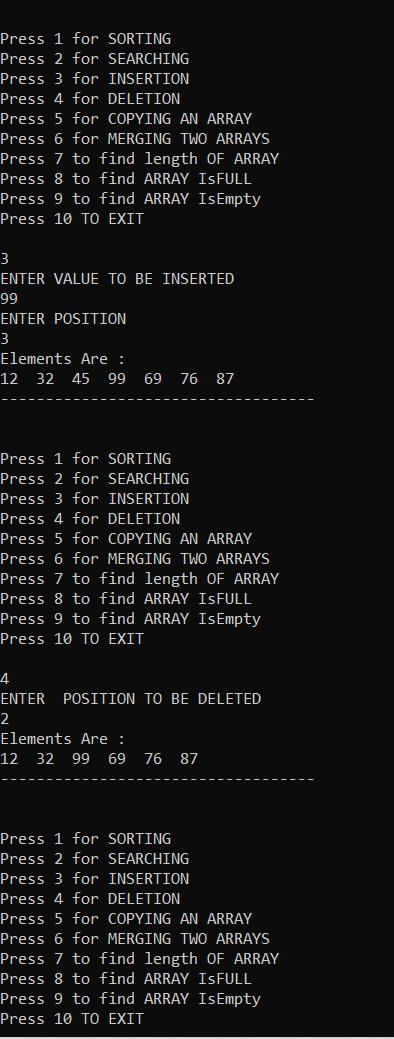 Press 1 for SORTING
Press 2 for SEARCHING
Press 3 for INSERTION
Press 4 for DELETION
Press 5 for COPYING AN ARRAY
Press 6 for MERGING TWO ARRAYS
Press 7 to find length OF ARRAY
Press 8 to find ARRAY IsFULL
Press 9 to find ARRAY IsEmpty
Press 10 TO EXIT
3
ENTER VALUE TO BE INSERTED
99
ENTER POSITION
3
Elements Are :
12  32  45  99  69  76  87
-----------------------------------
Press 1 for SORTING
Press 2 for SEARCHING
Press 3 for INSERTION
Press 4 for DELETION
Press 5 for COPYING AN ARRAY
Press 6 for MERGING TWO ARRAYS
Press 7 to find length OF ARRAY
Press 8 to find ARRAY IsFULL
Press 9 to find ARRAY IsEmpty
Press 10 TO EXIT
4
ENTER  POSITION TO BE DELETED
2
Elements Are :
12  32  99  69  76  87
-----------------------------------
Press 1 for SORTING
Press 2 for SEARCHING
Press 3 for INSERTION
Press 4 for DELETION
Press 5 for COPYING AN ARRAY
Press 6 for MERGING TWO ARRAYS
Press 7 to find length OF ARRAY
Press 8 to find ARRAY IsFULL
Press 9 to find ARRAY IsEmpty
Press 10 TO EXIT